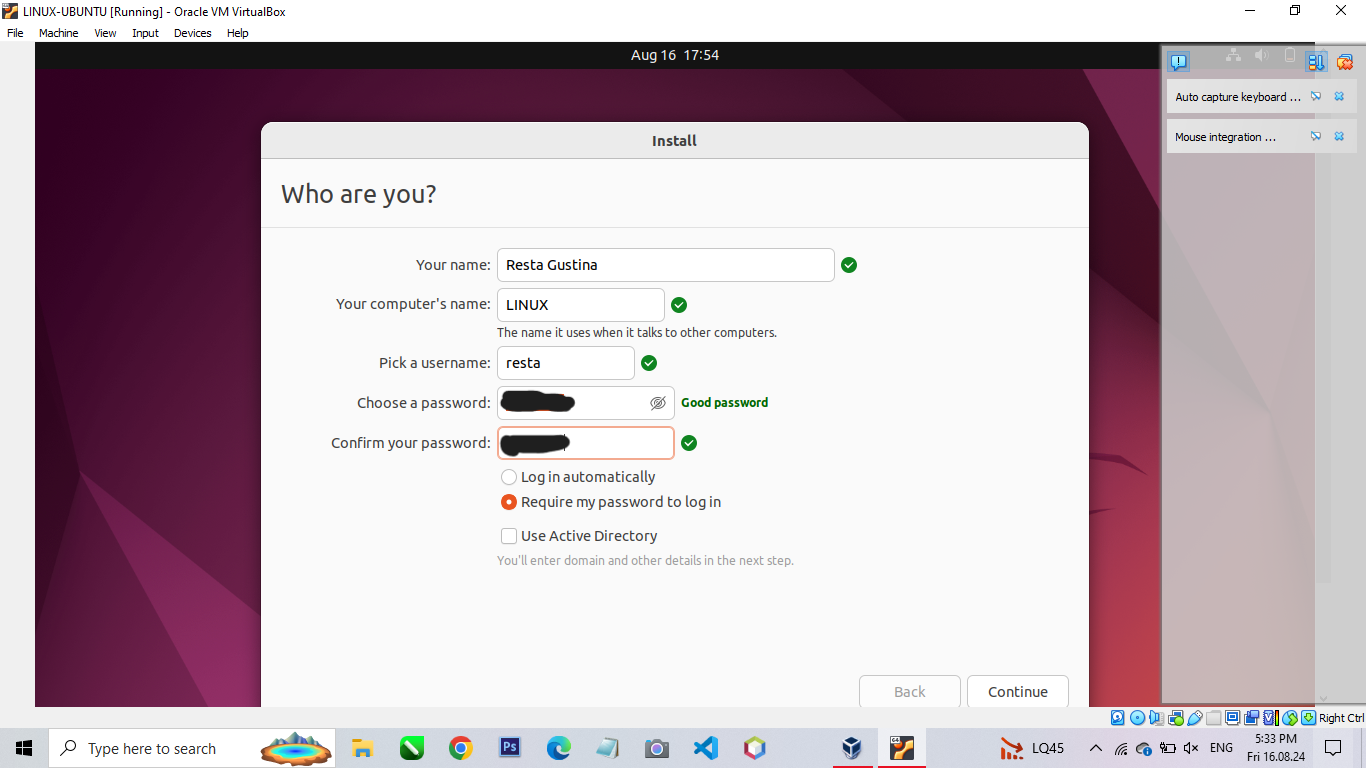 LINUX-UBUNTU [Running] - Oracle VM VirtualBox
File Machine View Input Devices Help
Aug 16 17:54
Auto capture keyboard ...
Mouse integration ...
Install
Who are you?
Your name: Resta Gustina
Your computer's name: LINUX
The name it uses when it talks to other computers.
Pick a username: resta
Choose a password: Good password
Confirm your password:
Log in automatically
Require my password to log in
Use Active Directory
You'll enter domain and other details in the next step.
Back Continue
Right Ctrl
Type here to search
Ps
LQ45
ENG
5:33 PM
Fri 16.08.24